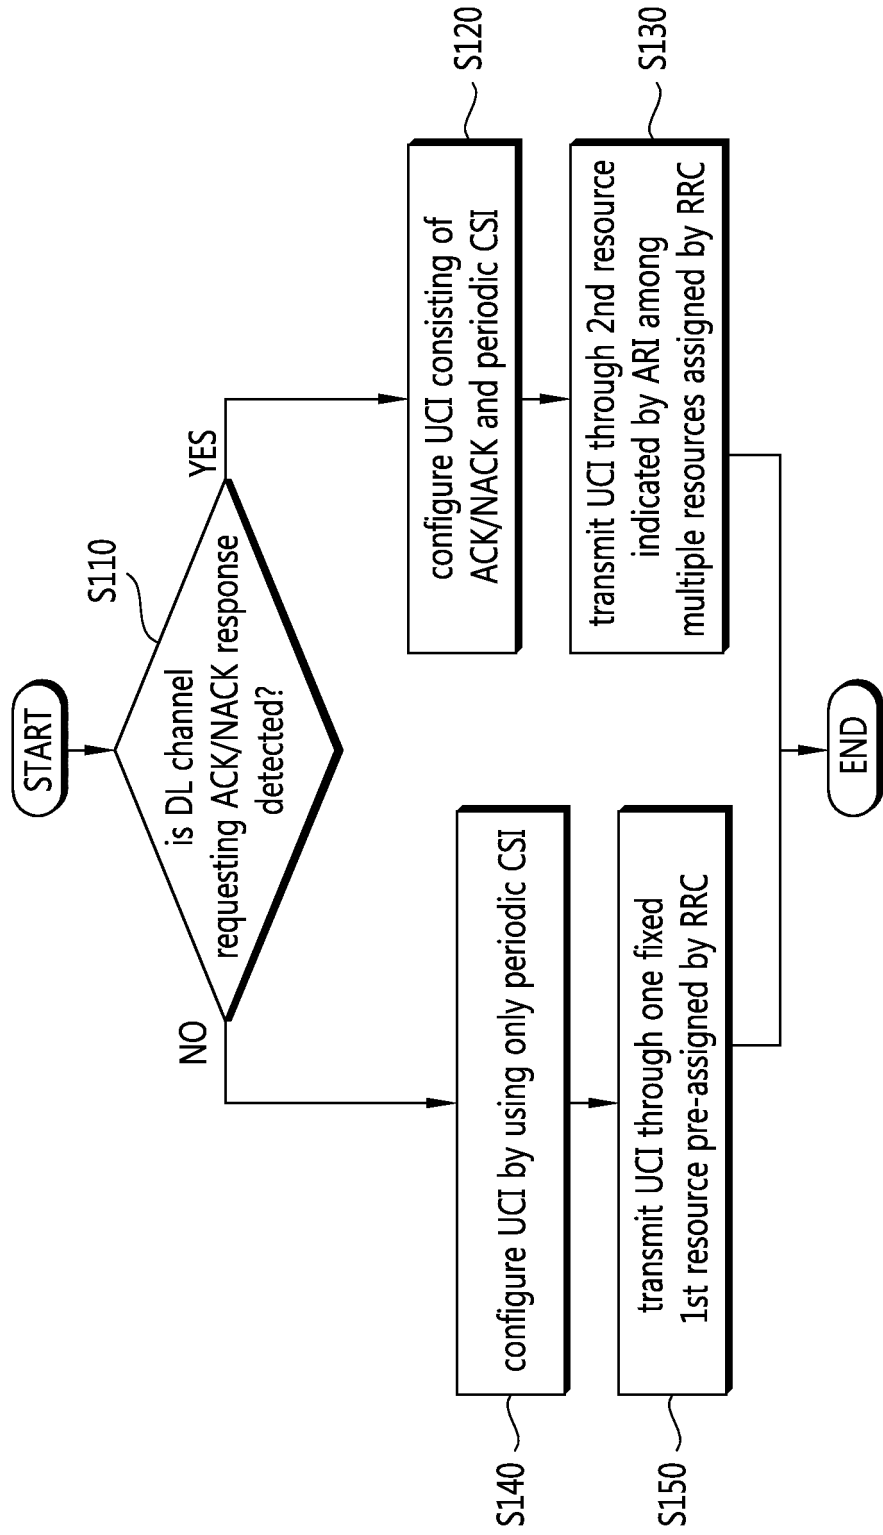 START
S110
is DL channel
requesting ACK/NACK response
detected?
NO
YES
S140
configure UCI by using only periodic CSI
S150
transmit UCI through one fixed
1st resource pre-assigned by RRC
configure UCI consisting of
ACK/NACK and periodic CSI
S120
transmit UCI through 2nd resource
indicated by ARI among
multiple resources assigned by RRC
S130
END